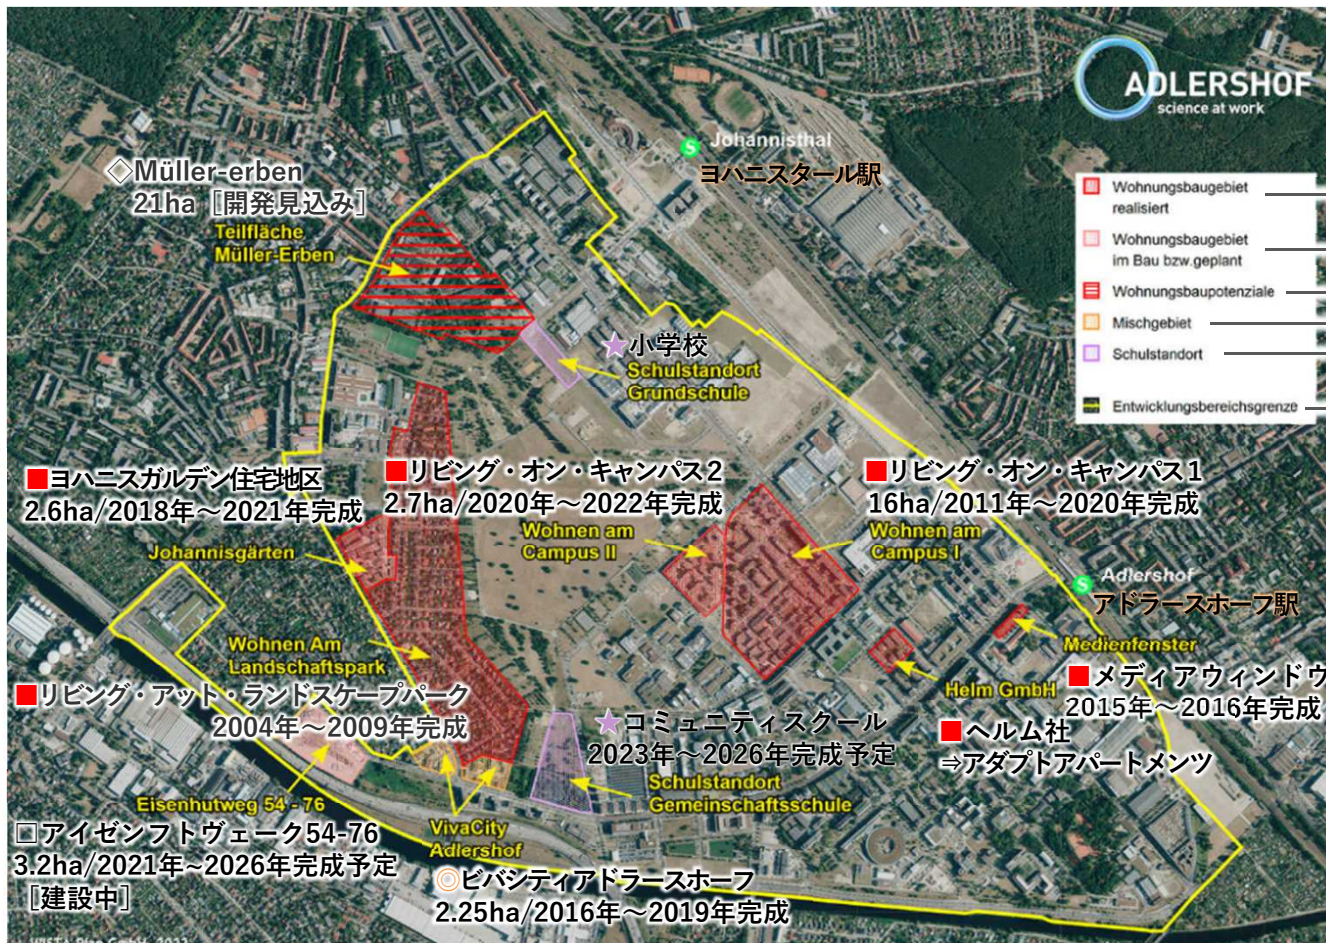 ADLERSHOF
science at work
Johannisthal
ヨハニスタール駅
◇Müller-erben
21ha［開発見込み］
Teilfläche
Müller-Erben
Wohnungsbaugebiet
realisiert
Wohnungsbaugebiet
im Bau bzw.geplant
Wohnungsbaupotenziale
Mischgebiet
Schulstandort
Entwicklungsbereichsgrenze
★小学校
Schulstandort
Grundschule
■ヨハニスガルデン住宅地区
2.6ha/2018年～2021年完成
■リビング・オン・キャンパス2
2.7ha/2020年～2022年完成
■リビング・オン・キャンパス1
16ha/2011年～2020年完成
Johannisgärten
Wohnen am
Campus II
Wohnen am
Campus I
Adlershof
アドラースホーフ駅
Wohnen Am
Landschaftspark
Medienfenster
■リビング・アット・ランドスケープパーク
2004年～2009年完成
Helm GmbH
■メディアウィンドウ
2015年～2016年完成
★コミュニティスクール
2023年～2026年完成予定
■ヘルム社
⇒アダプトアパートメンツ
Schulstandort
Gemeinschaftsschule
Eisenhutweg 54 - 76
□アイゼンフトヴェーク54-76
3.2ha/2021年~2026年完成予定
［建設中］
VivaCity
Adlershof
◎ビバシティアドラースホーフ
2.25ha/2016年～2019年完成